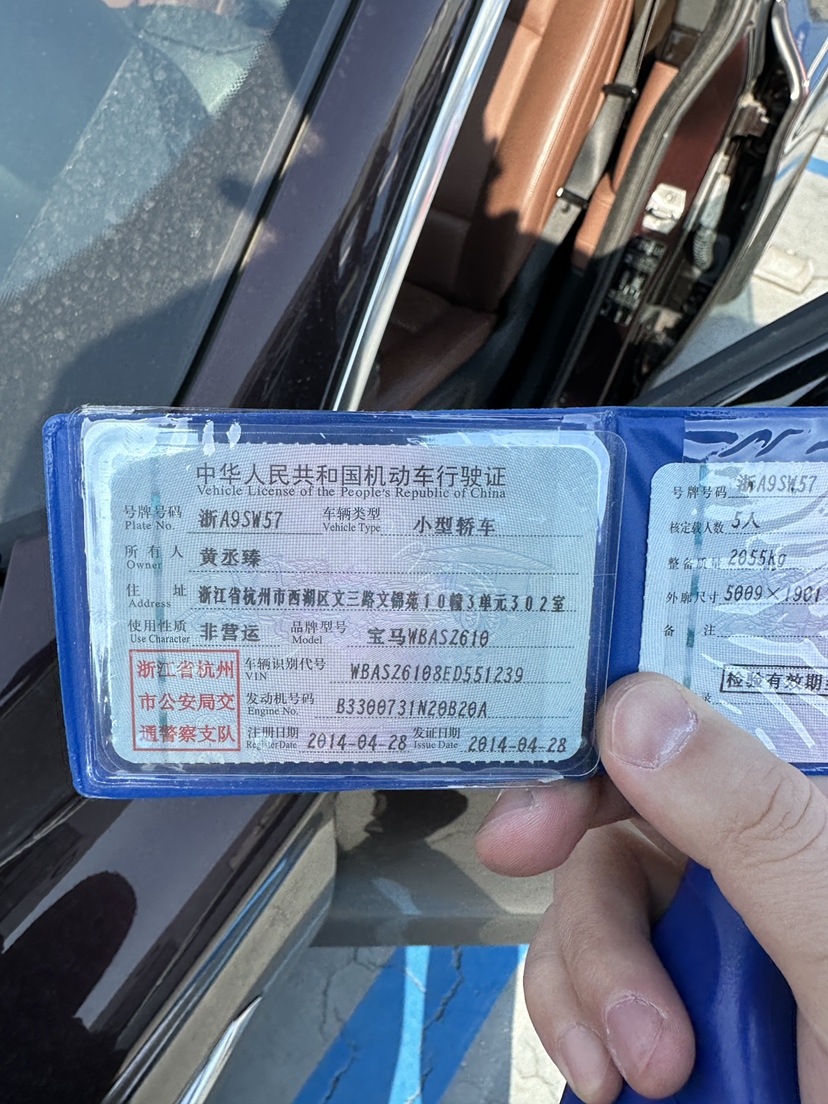 中华人民共和国机动车行驶证
Vehicle License of the People's Republic of China
号牌号码 浙A9SW57 车辆类型 小型轿车
Plate No. Vehicle Type
所有人 黄丞臻
Owner
住址 浙江省杭州市西湖区文三路文锦苑10幢3单元302室
Address
使用性质 非营运 品牌型号 宝马WBASZ610
Use Character Model
浙江省杭州
市公安局交
通警察支队
车辆识别代号 WBASZ6108ED551239
VIN
发动机号码 B3300731N20B20A
Engine No.
注册日期 2014-04-28 发证日期 2014-04-28
Register Date Issue Date
号牌号码 浙A9SW57
核定载人数 5人
整备质量 2055kg
外廓尺寸 5009×1901
备注
检验有效期
录